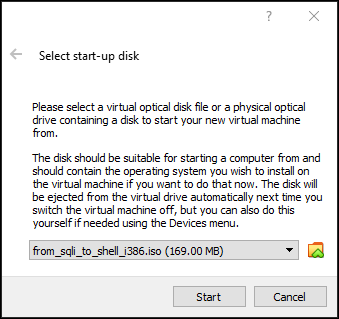 Select start-up disk
Please select a virtual optical disk file or a physical optical
drive containing a disk to start your new virtual machine
from.
The disk should be suitable for starting a computer from and
should contain the operating system you wish to install on
the virtual machine if you want to do that now. The disk will
be ejected from the virtual drive automatically next time you
switch the virtual machine off, but you can also do this
yourself if needed using the Devices menu.
from_sqli_to_shell_i386.iso (169.00 MB)
Start
Cancel